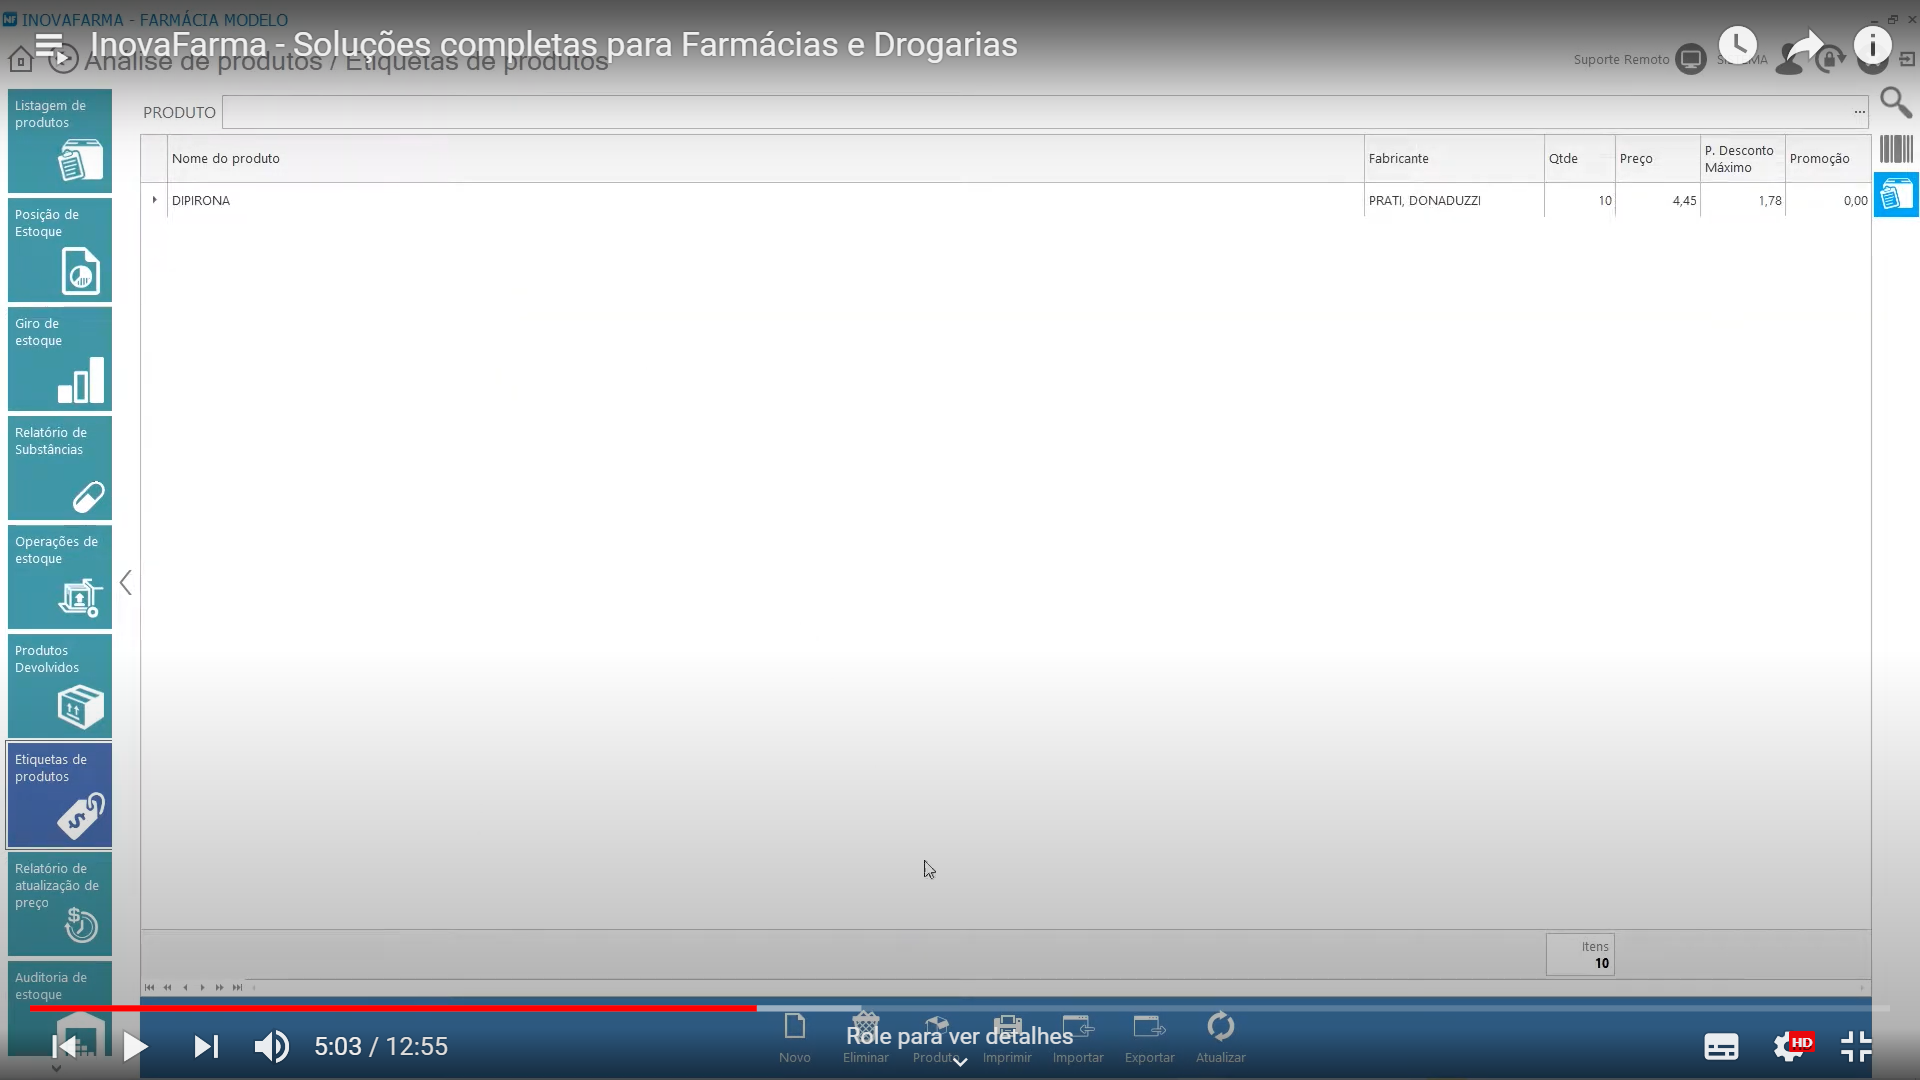 INOVAFARMA - FARMÁCIA MODELO
InovaFarma - Soluções completas para Farmácias e Drogarias
Análise de produtos / Etiquetas de produtos
Suporte Remoto
SISTEMA
Listagem de
produtos
Posição de
Estoque
Giro de
estoque
Relatório de
Substâncias
Operações de
estoque
Produtos
Devolvidos
Etiquetas de
produtos
Relatório de
atualização de
preço
Auditoria de
estoque
PRODUTO
...
Nome do produto
Fabricante
Qtde
Preço
P. Desconto
Máximo
Promoção
DIPIRONA
PRATI, DONADUZZI
10
4,45
1,78
0,00
Itens
10
5:03 / 12:55
Role para ver detalhes
Novo
Eliminar
Produto
Imprimir
Importar
Exportar
Atualizar
HD